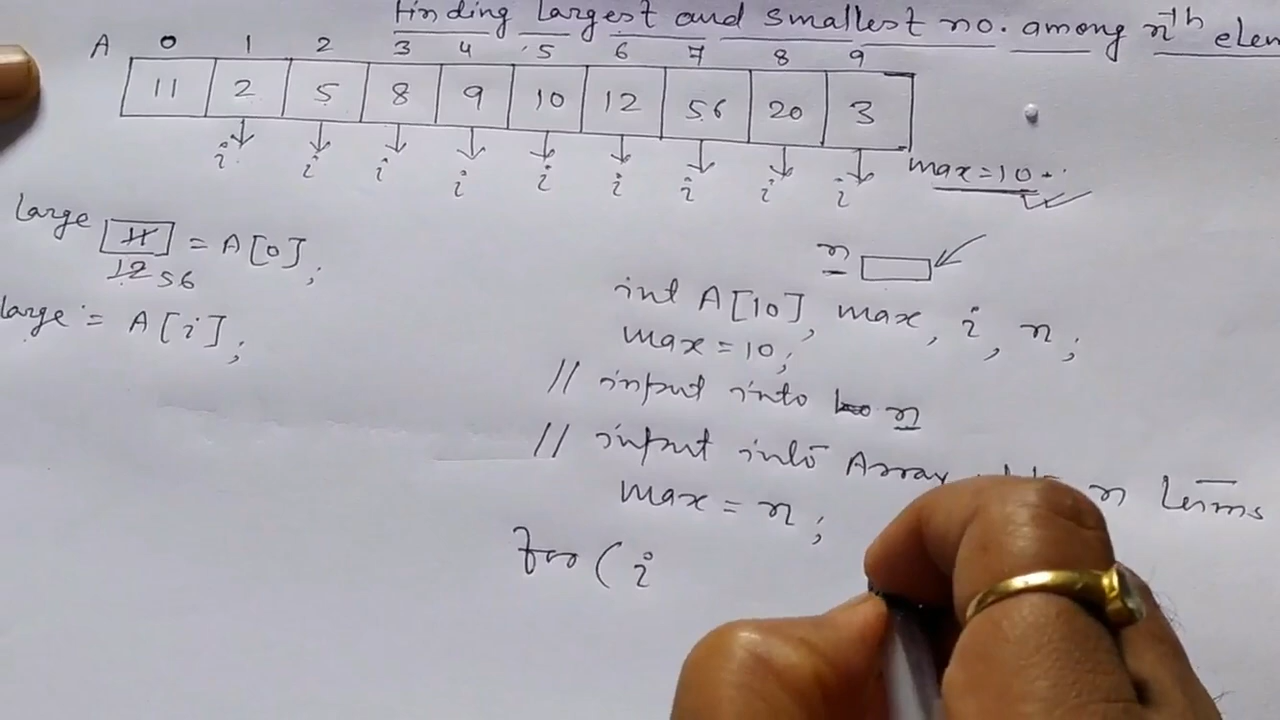 Finding largest and smallest no. among nth elem
A 0 1 2 3 4 5 6 7 8 9
11 2 5 8 9 10 12 56 20 3
i i i i i i i i i
max = 10
large 11 = A[0];
12 56
large = A[i];
n
int A[10], max, i, n;
max = 10;
// input into n
// input into Array n terms
max = n;
for ( i